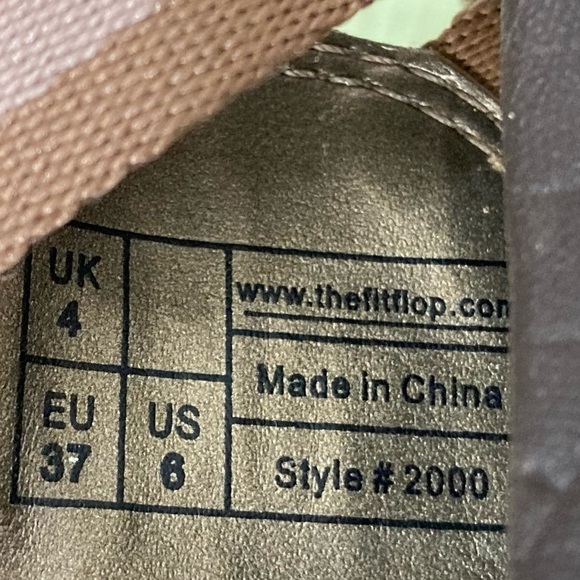 UK
4
www.thefitflop.com
Made in China
EU
37
US
6
Style # 2000